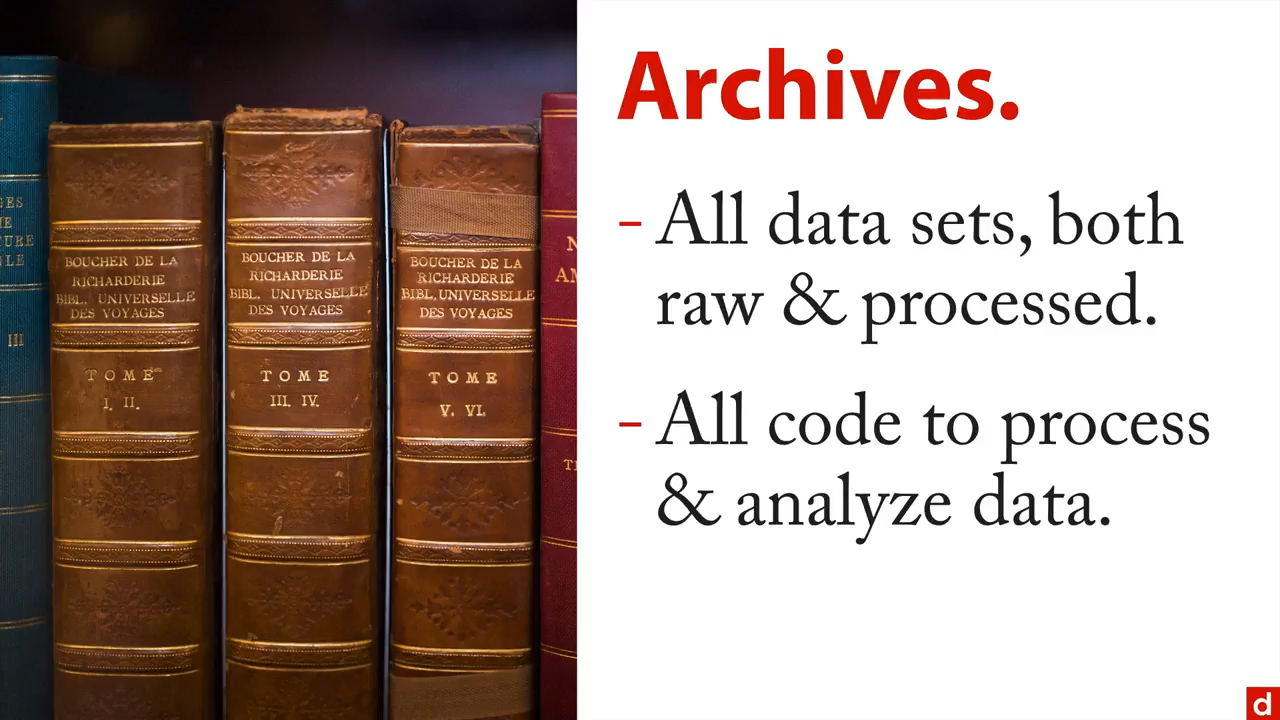 Archives.
- All data sets, both
raw & processed.
- All code to process
& analyze data.
BOUCHER DE LA
RICHARDERIE
BIBL. UNIVERSELLE
DES VOYAGES
TOME
I. II.
BOUCHER DE LA
RICHARDERIE
BIBL. UNIVERSELLE
DES VOYAGES
TOME
III. IV.
BOUCHER DE LA
RICHARDERIE
BIBL. UNIVERSELLE
DES VOYAGES
TOME
V. VI.
III
d